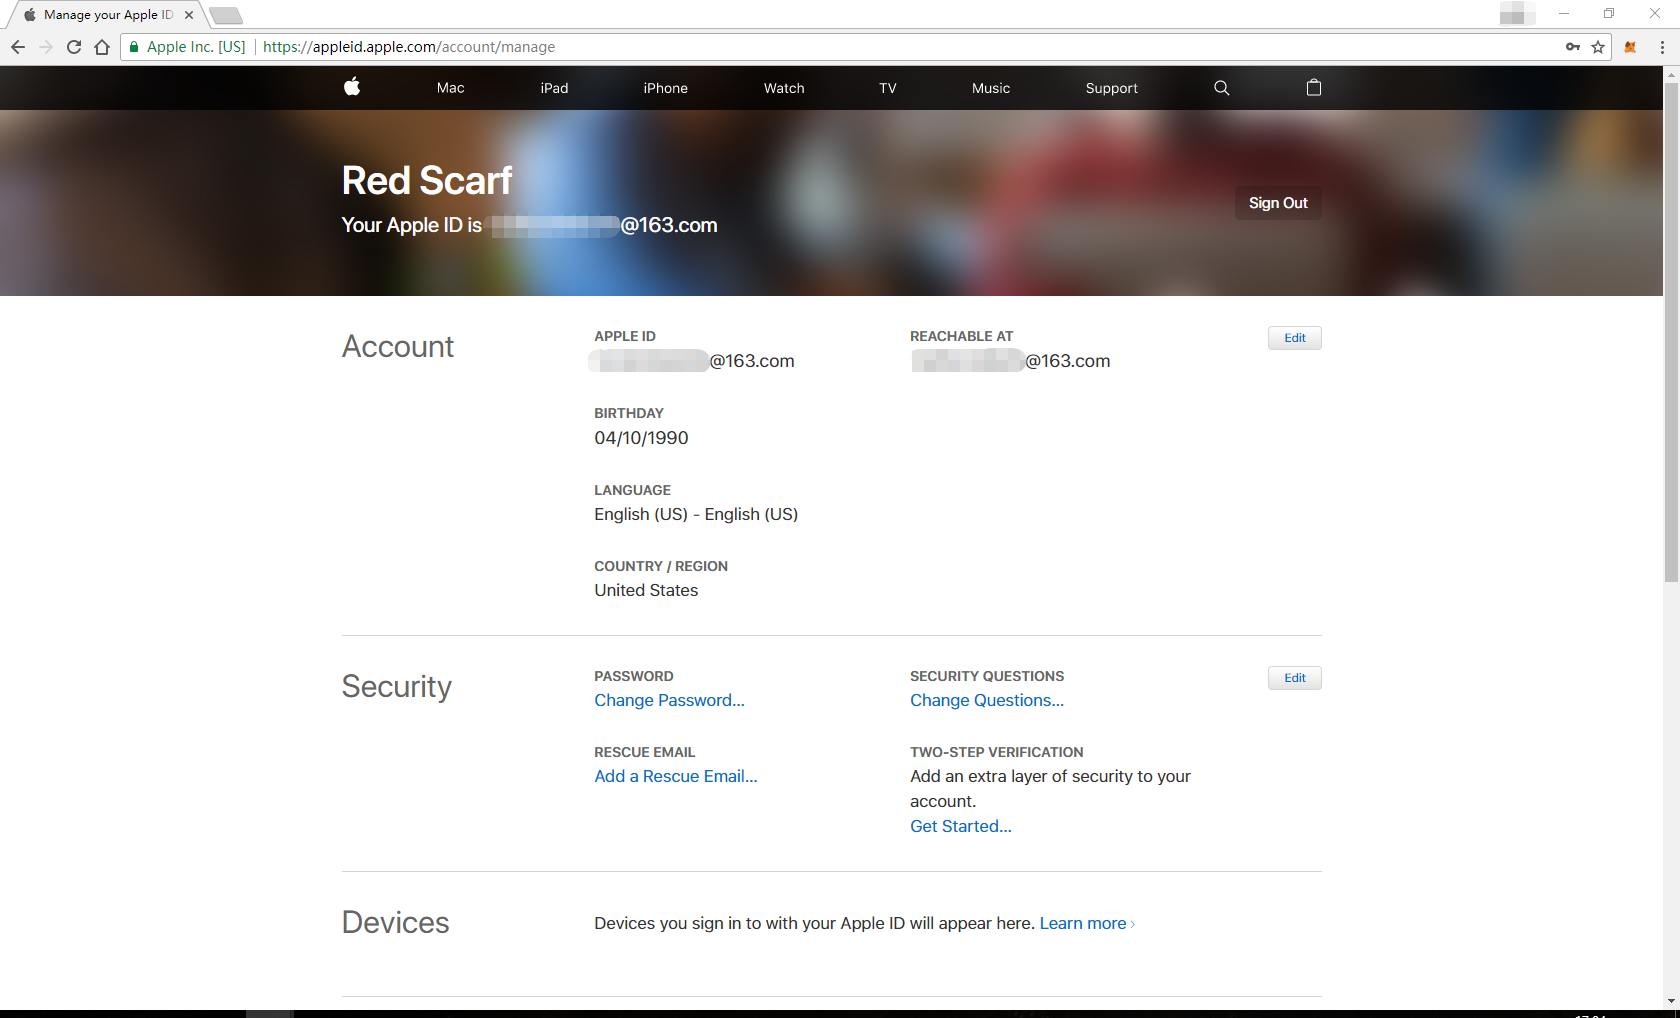 Manage your Apple ID
Apple Inc. [US] https://appleid.apple.com/account/manage
Mac iPad iPhone Watch TV Music Support
Red Scarf
Sign Out
Your Apple ID is @163.com
Account
APPLE ID
@163.com
REACHABLE AT
@163.com
Edit
BIRTHDAY
04/10/1990
LANGUAGE
English (US) - English (US)
COUNTRY / REGION
United States
Security
PASSWORD
Change Password...
SECURITY QUESTIONS
Change Questions...
Edit
RESCUE EMAIL
Add a Rescue Email...
TWO-STEP VERIFICATION
Add an extra layer of security to your
account.
Get Started...
Devices
Devices you sign in to with your Apple ID will appear here. Learn more ›